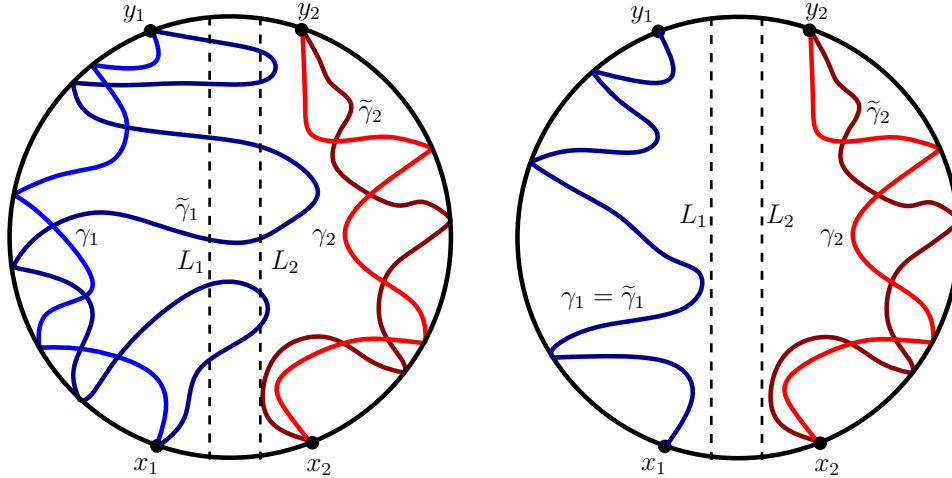 y₁ y₂ y₁ y₂
γ̃₂ γ̃₂
γ̃₁ L₁ L₂
γ₁ γ₂ γ₂
L₁ L₂
γ₁ = γ̃₁
x₁ x₂ x₁ x₂